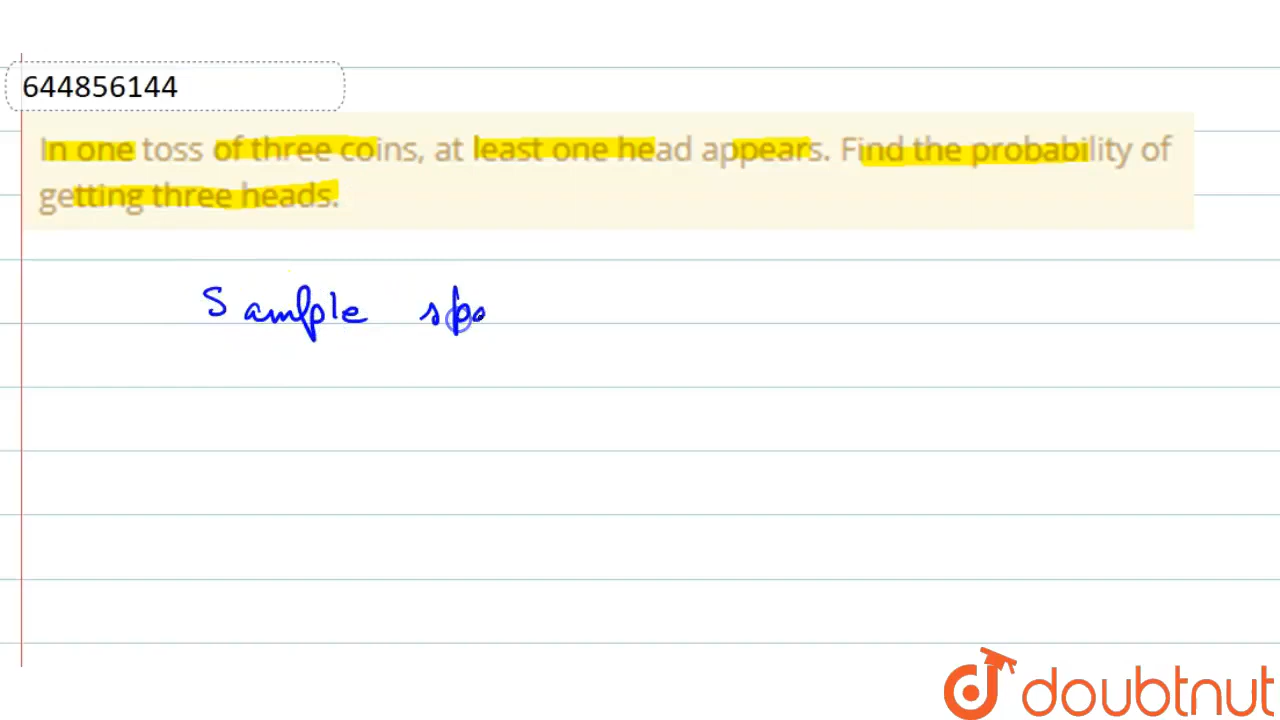 644856144
In one toss of three coins, at least one head appears. Find the probability of
getting three heads.
Sample spa
doubtnut